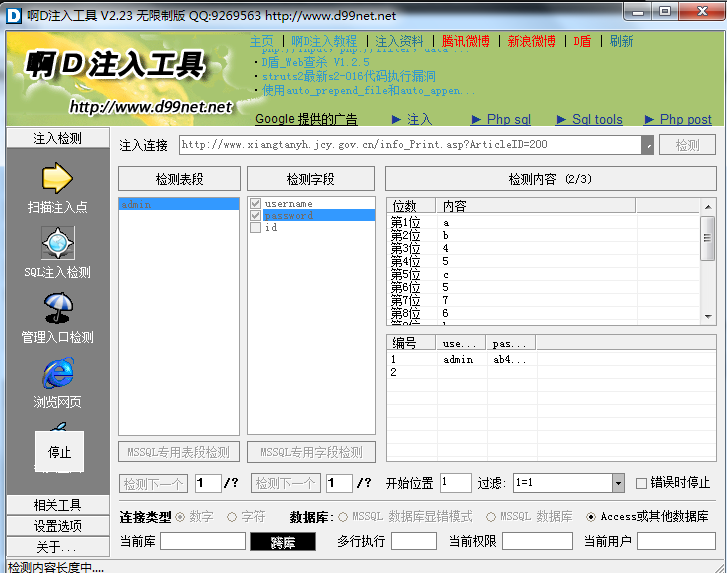 啊D注入工具 V2.23 无限制版 QQ:9269563 http://www.d99net.net
啊D注入工具
http://www.d99net.net
主页 | 啊D注入教程 | 注入资料 | 腾讯微博 | 新浪微博 | D盾 | 刷新
·D盾_Web查杀 V1.2.5
·struts2最新s2-016代码执行漏洞
·使用auto_prepend_file和auto_appen...
Google 提供的广告 ▶ 注入 ▶ Php sql ▶ Sql tools ▶ Php post
注入检测
扫描注入点
SQL注入检测
管理入口检测
浏览网页
停止
相关工具
设置选项
关于...
注入连接 http://www.xiangtanyh.jcy.gov.cn/info_Print.asp?ArticleID=200 检测
检测表段 检测字段 检测内容 (2/3)
admin
username
password
id
位数 内容
第1位 a
第2位 b
第3位 4
第4位 5
第5位 c
第6位 5
第7位 7
第8位 6
编号 use... pas...
1 admin ab4...
2
MSSQL专用表段检测 MSSQL专用字段检测
检测下一个 1 /? 检测下一个 1 /? 开始位置 1 过滤: 1=1 错误时停止
连接类型 数字 字符 数据库: MSSQL 数据库显错模式 MSSQL 数据库 Access或其他数据库
当前库 跨库 多行执行 当前权限 当前用户
检测内容长度中....